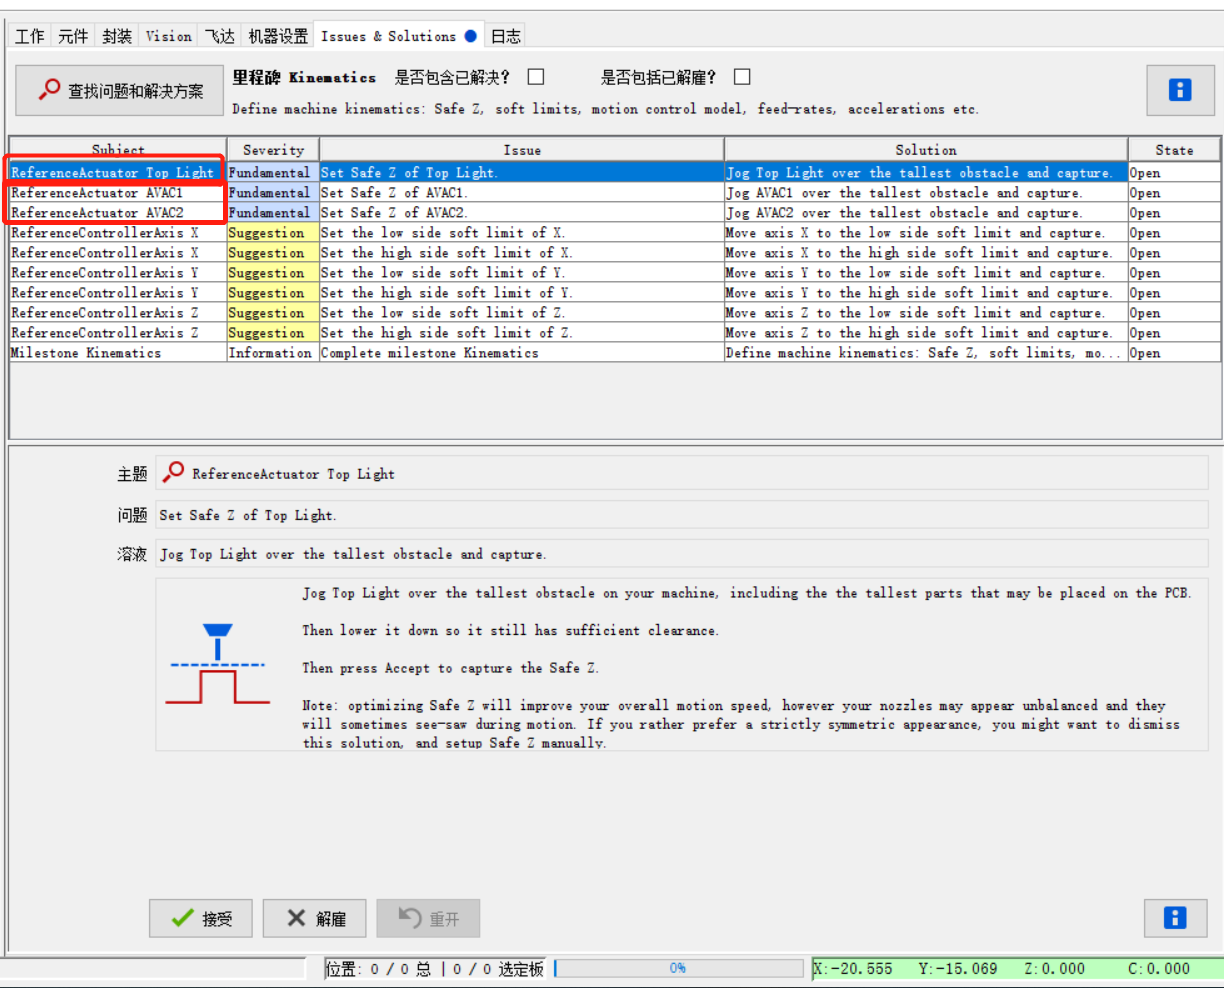 工作 元件 封装 Vision 飞达 机器设置 Issues & Solutions 日志
查找问题和解决方案
里程碑 Kinematics 是否包含已解决? 是否包括已解雇?
Define machine kinematics: Safe Z, soft limits, motion control model, feed-rates, accelerations etc.
Subject Severity Issue Solution State
ReferenceActuator Top Light Fundamental Set Safe Z of Top Light. Jog Top Light over the tallest obstacle and capture. Open
ReferenceActuator AVAC1 Fundamental Set Safe Z of AVAC1. Jog AVAC1 over the tallest obstacle and capture. Open
ReferenceActuator AVAC2 Fundamental Set Safe Z of AVAC2. Jog AVAC2 over the tallest obstacle and capture. Open
ReferenceControllerAxis X Suggestion Set the low side soft limit of X. Move axis X to the low side soft limit and capture. Open
ReferenceControllerAxis X Suggestion Set the high side soft limit of X. Move axis X to the high side soft limit and capture. Open
ReferenceControllerAxis Y Suggestion Set the low side soft limit of Y. Move axis Y to the low side soft limit and capture. Open
ReferenceControllerAxis Y Suggestion Set the high side soft limit of Y. Move axis Y to the high side soft limit and capture. Open
ReferenceControllerAxis Z Suggestion Set the low side soft limit of Z. Move axis Z to the low side soft limit and capture. Open
ReferenceControllerAxis Z Suggestion Set the high side soft limit of Z. Move axis Z to the high side soft limit and capture. Open
Milestone Kinematics Information Complete milestone Kinematics Define machine kinematics: Safe Z, soft limits, mo... Open
主题 ReferenceActuator Top Light
问题 Set Safe Z of Top Light.
溶液 Jog Top Light over the tallest obstacle and capture.
Jog Top Light over the tallest obstacle on your machine, including the the tallest parts that may be placed on the PCB.
Then lower it down so it still has sufficient clearance.
Then press Accept to capture the Safe Z.
Note: optimizing Safe Z will improve your overall motion speed, however your nozzles may appear unbalanced and they
will sometimes see-saw during motion. If you rather prefer a strictly symmetric appearance, you might want to dismiss
this solution, and setup Safe Z manually.
接受 解雇 重开
位置: 0 / 0 总 | 0 / 0 选定板 0% X:-20.555 Y:-15.069 Z:0.000 C:0.000